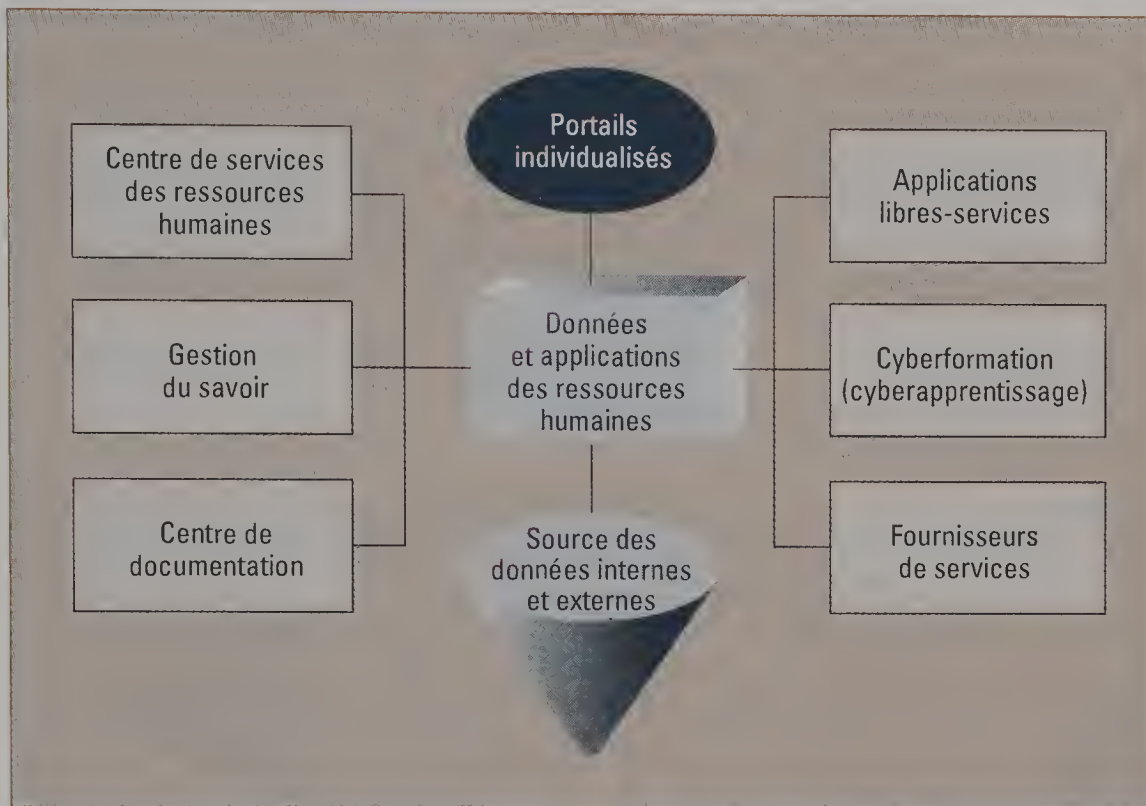 Portails
individualisés
Centre de services
des ressources
humaines
Gestion
du savoir
Centre de
documentation
Données
et applications
des ressources
humaines
Source des
données internes
et externes
Applications
libres-services
Cyberformation
(cyberapprentissage)
Fournisseurs
de services